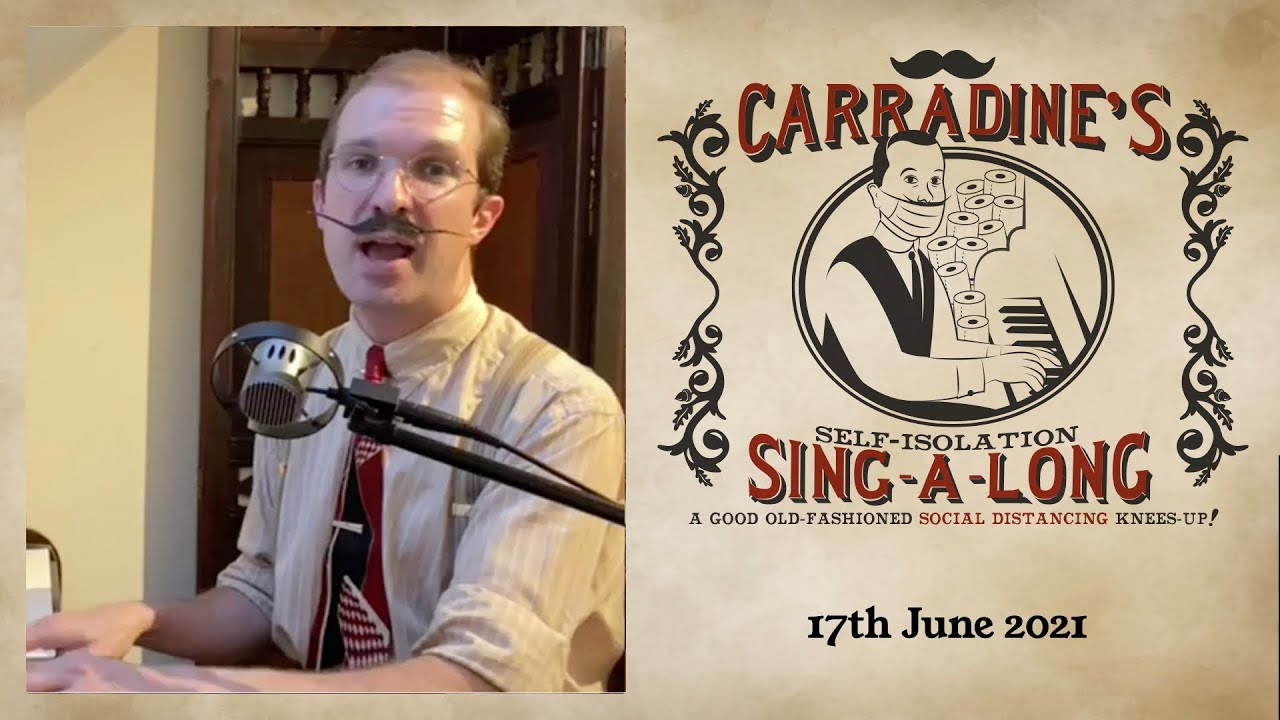 CARRADINE'S
SELF-ISOLATION
SING-A-LONG
A GOOD OLD-FASHIONED SOCIAL DISTANCING KNEES-UP!
17th June 2021